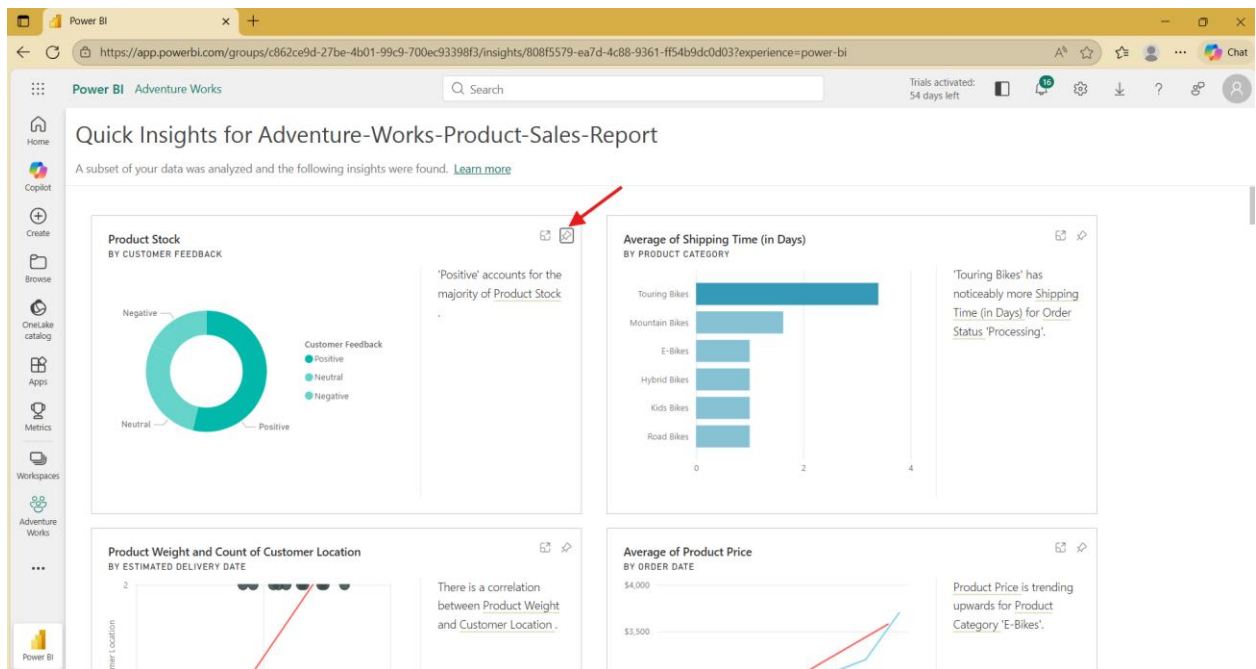 Power BI
https://app.powerbi.com/groups/c862ce9d-27be-4b01-99c9-700ec93398f3/insights/808f5579-ea7d-4c88-9361-ff54b9dc0d03?experience=power-bi
Chat
Power BI Adventure Works
Search
Trials activated:
54 days left
16
Home
Copilot
Create
Browse
OneLake
catalog
Apps
Metrics
Workspaces
Adventure
Works
Power BI
Quick Insights for Adventure-Works-Product-Sales-Report
A subset of your data was analyzed and the following insights were found. Learn more
Product Stock
BY CUSTOMER FEEDBACK
Negative
Neutral
Positive
Customer Feedback
Positive
Neutral
Negative
'Positive' accounts for the
majority of Product Stock
.
Average of Shipping Time (in Days)
BY PRODUCT CATEGORY
Touring Bikes
Mountain Bikes
E-Bikes
Hybrid Bikes
Kids Bikes
Road Bikes
0 2 4
'Touring Bikes' has
noticeably more Shipping
Time (in Days) for Order
Status 'Processing'.
Product Weight and Count of Customer Location
BY ESTIMATED DELIVERY DATE
2
mer Location
There is a correlation
between Product Weight
and Customer Location .
Average of Product Price
BY ORDER DATE
$4,000
$3,500
Product Price is trending
upwards for Product
Category 'E-Bikes'.